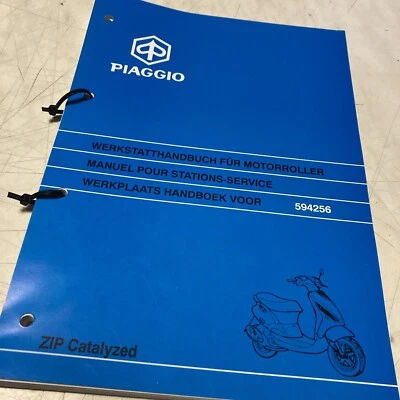 PIAGGIO
WERKSTATTHANDBUCH FÜR MOTORROLLER
MANUEL POUR STATIONS-SERVICE
WERKPLAATS HANDBOEK VOOR 594256
ZIP Catalyzed